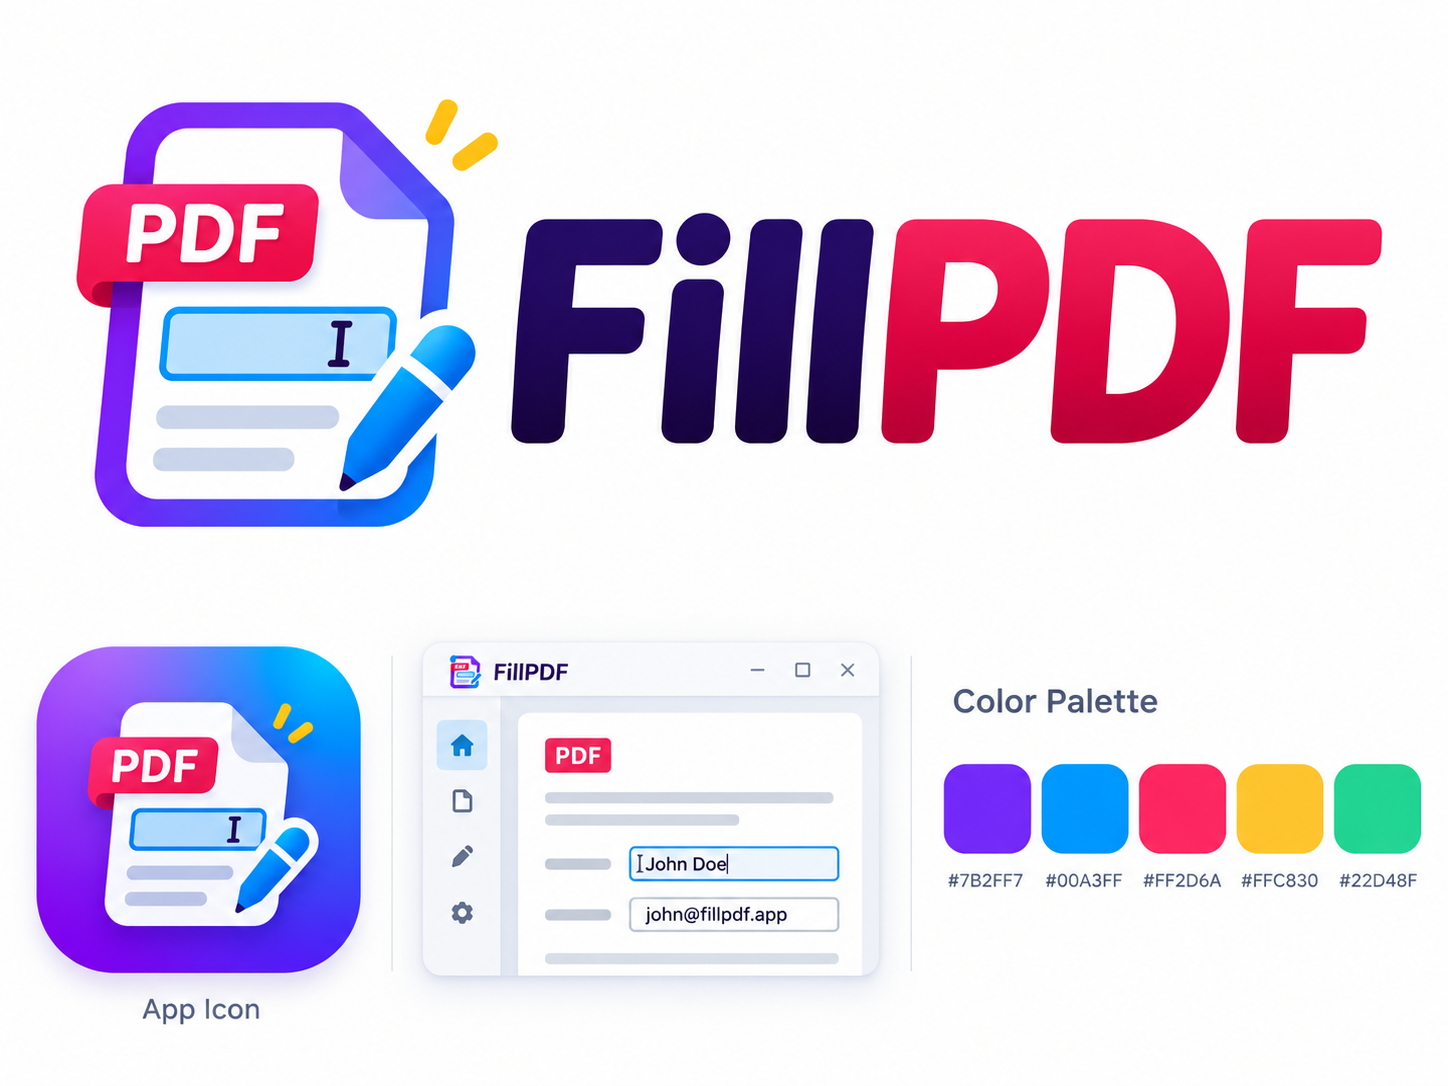 PDF
FillPDF
PDF
App Icon
FillPDF
PDF
John Doe
john@fillpdf.app
Color Palette
#7B2FF7 #00A3FF #FF2D6A #FFC830 #22D48F